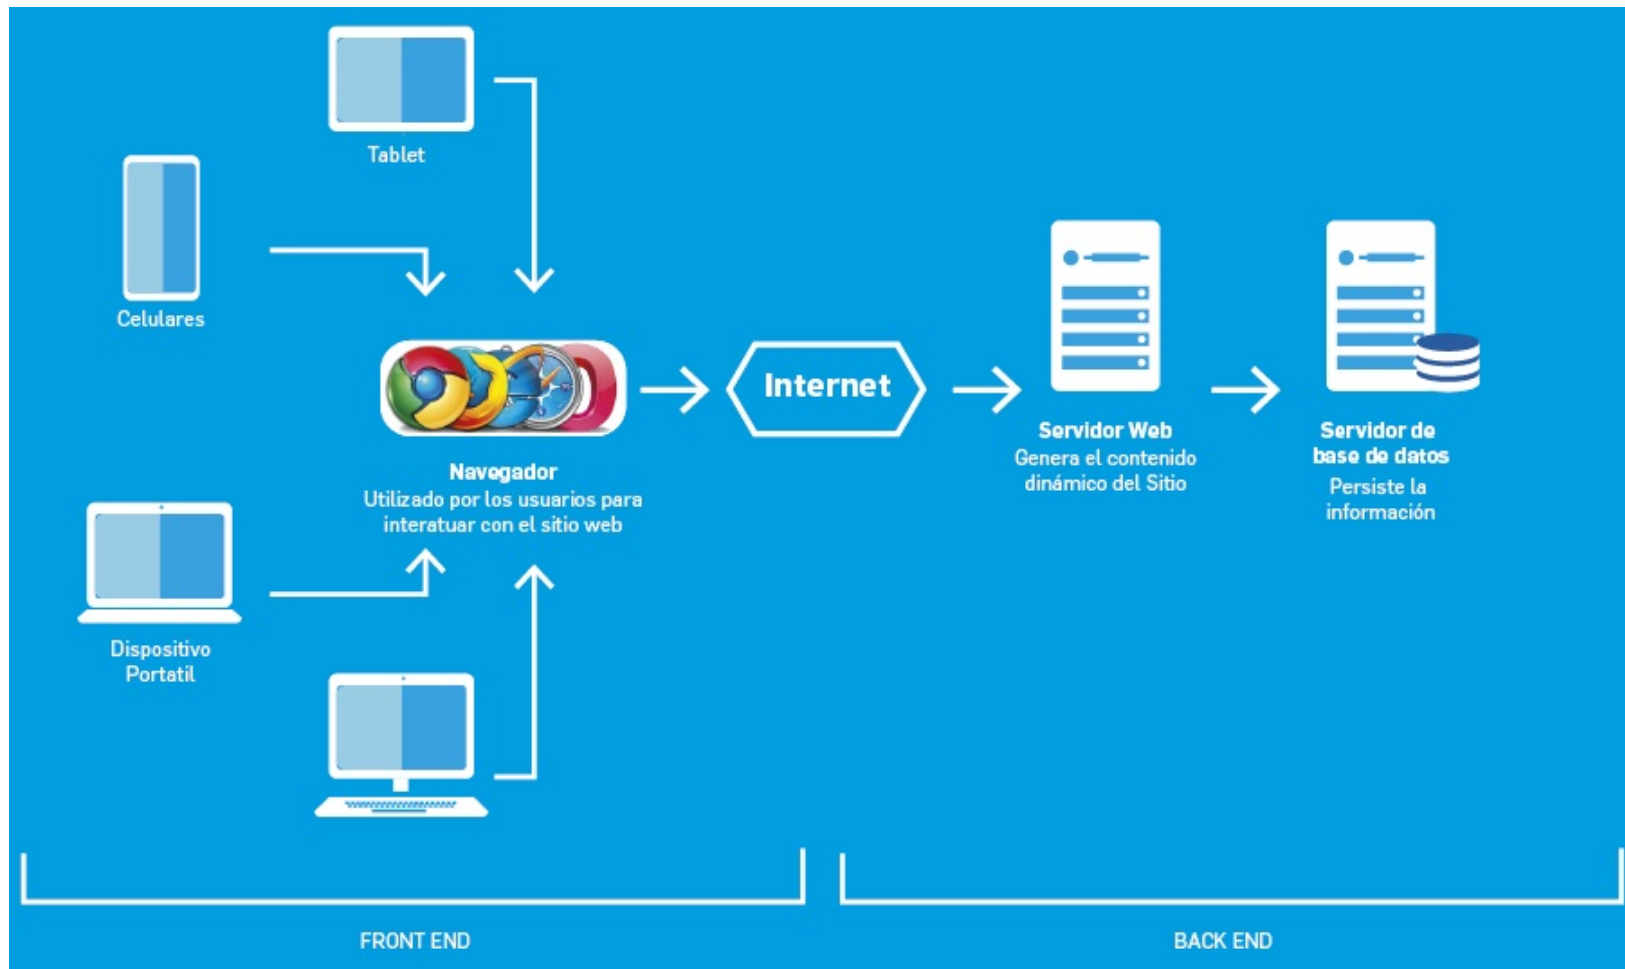 Tablet
Celulares
Internet
Navegador
Utilizado por los usuarios para
interatuar con el sitio web
Servidor Web
Genera el contenido
dinámico del Sitio
Servidor de
base de datos
Persiste la
información
Dispositivo
Portatil
FRONT END
BACK END